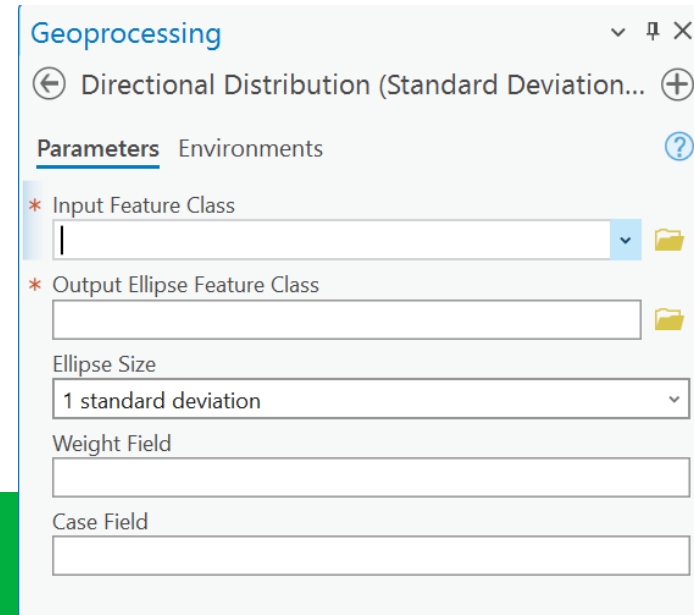 Geoprocessing
Directional Distribution (Standard Deviation...
Parameters Environments
* Input Feature Class
* Output Ellipse Feature Class
Ellipse Size
1 standard deviation
Weight Field
Case Field